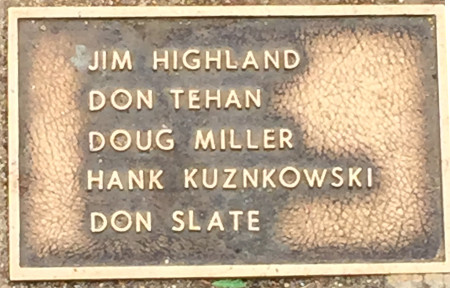 JIM HIGHLAND
DON TEHAN
DOUG MILLER
HANK KUZNKOWSKI
DON SLATE